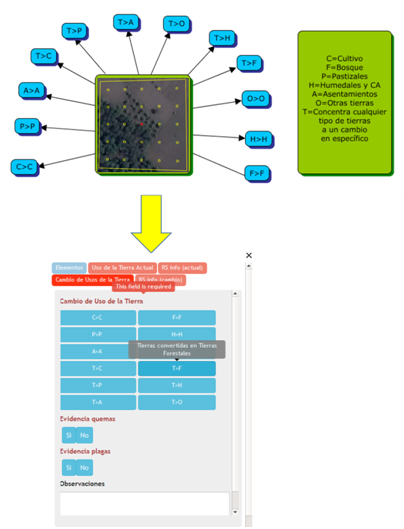 T>A
T>P
T>O
T>C
T>H
A>A
T>F
P>P
O>O
C>C
H>H
F>F
C=Cultivo
F=Bosque
P=Pastizales
H=Humedales y CA
A=Asentamientos
O=Otras tierras
T=Concentra cualquier
tipo de tierras
a un cambio
en específico
Elementos Uso de la Tierra Actual RS info (actual)
Cambio de Usos de la Tierra RS info (cambio)
This field is required
Cambio de Uso de la Tierra
C>C F>F
P>P H>H
A>A
Tierras convertidas en Tierras
Forestales
T>C T>F
T>P T>H
T>A T>O
Evidencia quemas
Si No
Evidencia plagas
Si No
Observaciones